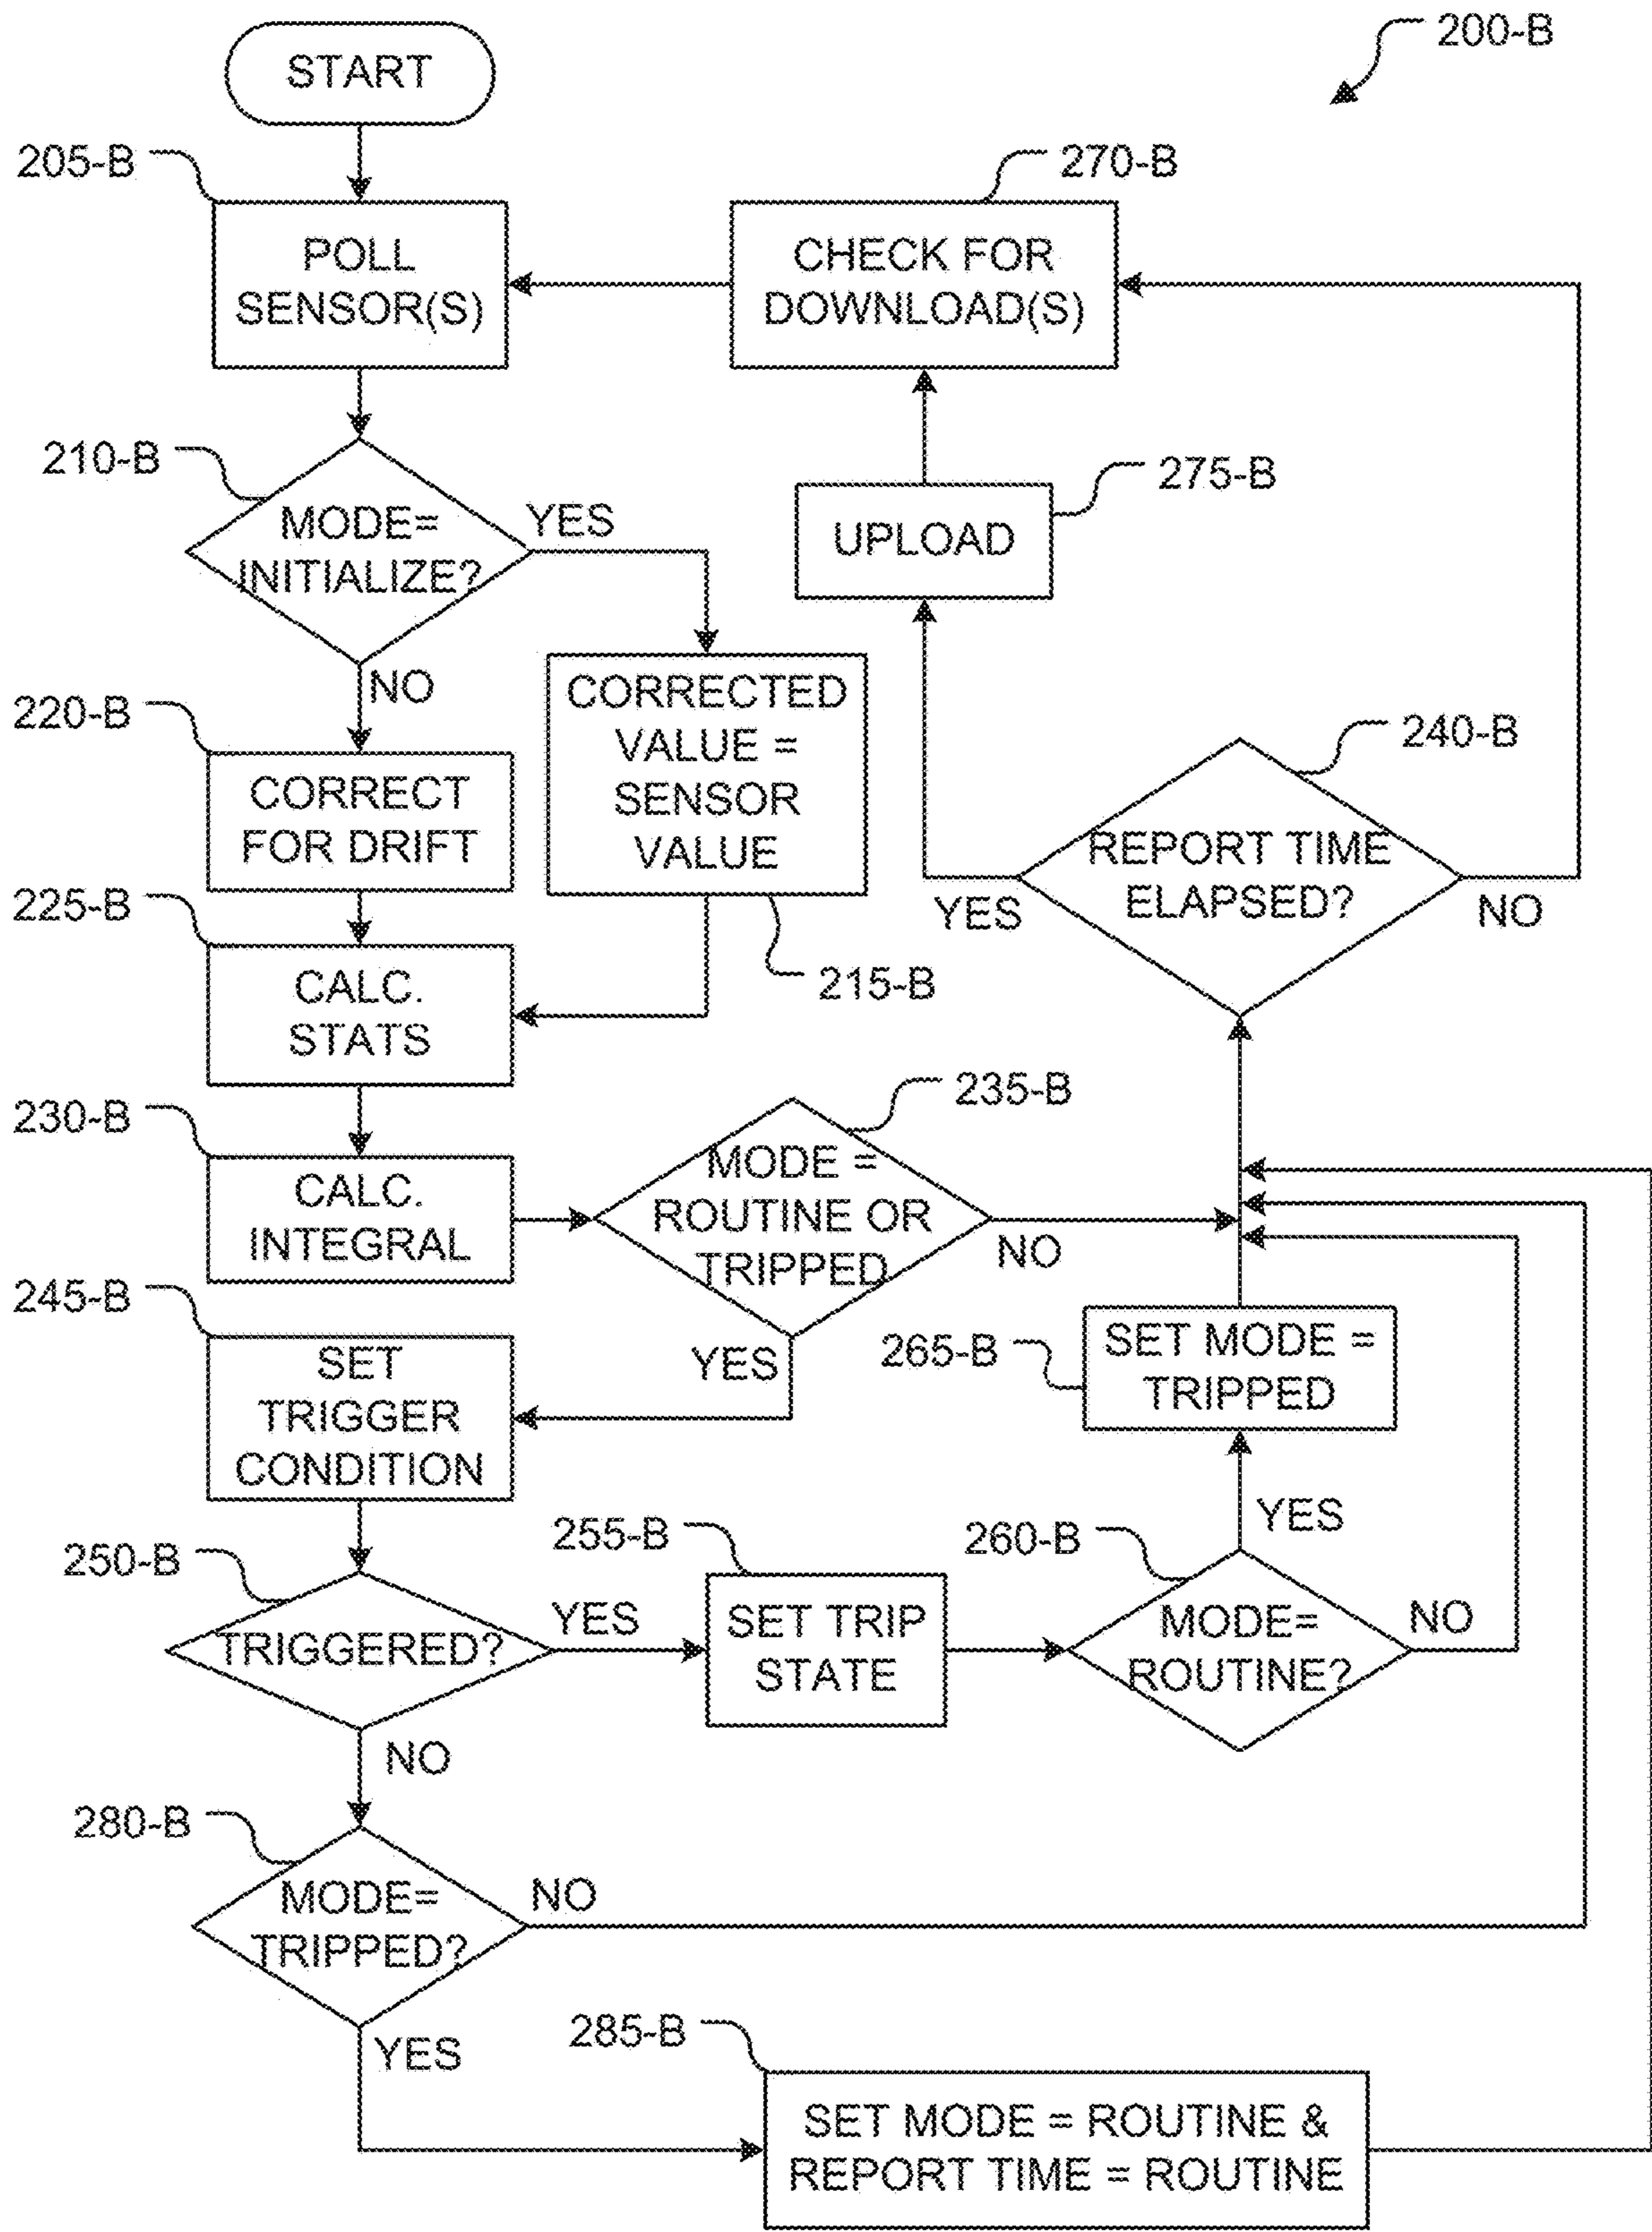 200-B
START
205-B
270-B
POLL
SENSOR(S)
CHECK FOR
DOWNLOAD(S)
210-B
MODE=
INITIALIZE?
YES
NO
275-B
UPLOAD
220-B
CORRECT
FOR DRIFT
CORRECTED
VALUE =
SENSOR
VALUE
215-B
240-B
REPORT TIME
ELAPSED?
YES
NO
225-B
CALC.
STATS
230-B
CALC.
INTEGRAL
235-B
MODE =
ROUTINE OR
TRIPPED
NO
YES
245-B
SET
TRIGGER
CONDITION
265-B
SET MODE =
TRIPPED
250-B
TRIGGERED?
YES
NO
255-B
SET TRIP
STATE
260-B
MODE=
ROUTINE?
YES
NO
280-B
MODE=
TRIPPED?
NO
YES
285-B
SET MODE = ROUTINE &
REPORT TIME = ROUTINE